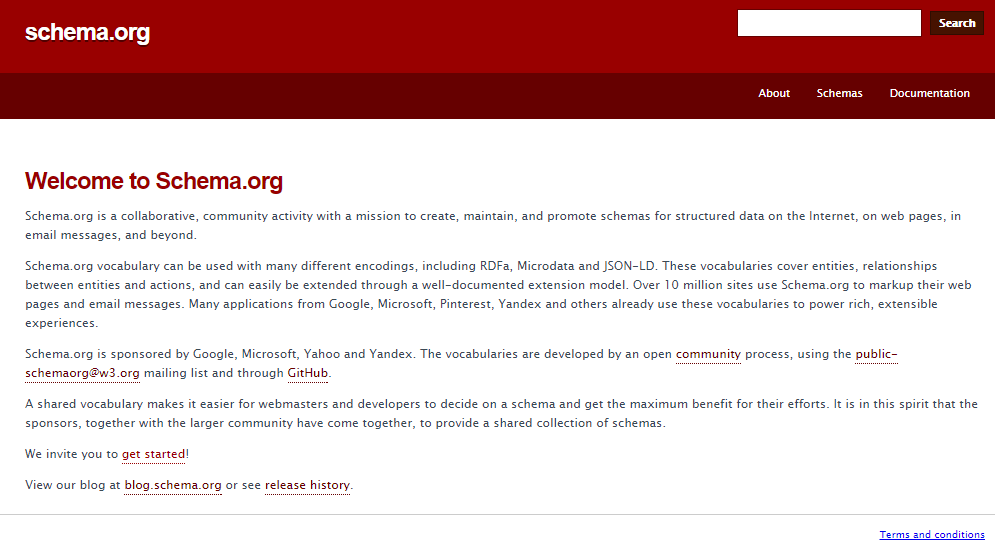 schema.org
Search
About Schemas Documentation
Welcome to Schema.org
Schema.org is a collaborative, community activity with a mission to create, maintain, and promote schemas for structured data on the Internet, on web pages, in
email messages, and beyond.
Schema.org vocabulary can be used with many different encodings, including RDFa, Microdata and JSON-LD. These vocabularies cover entities, relationships
between entities and actions, and can easily be extended through a well-documented extension model. Over 10 million sites use Schema.org to markup their web
pages and email messages. Many applications from Google, Microsoft, Pinterest, Yandex and others already use these vocabularies to power rich, extensible
experiences.
Schema.org is sponsored by Google, Microsoft, Yahoo and Yandex. The vocabularies are developed by an open community process, using the public-
schemaorg@w3.org mailing list and through GitHub.
A shared vocabulary makes it easier for webmasters and developers to decide on a schema and get the maximum benefit for their efforts. It is in this spirit that the
sponsors, together with the larger community have come together, to provide a shared collection of schemas.
We invite you to get started!
View our blog at blog.schema.org or see release history.
Terms and conditions